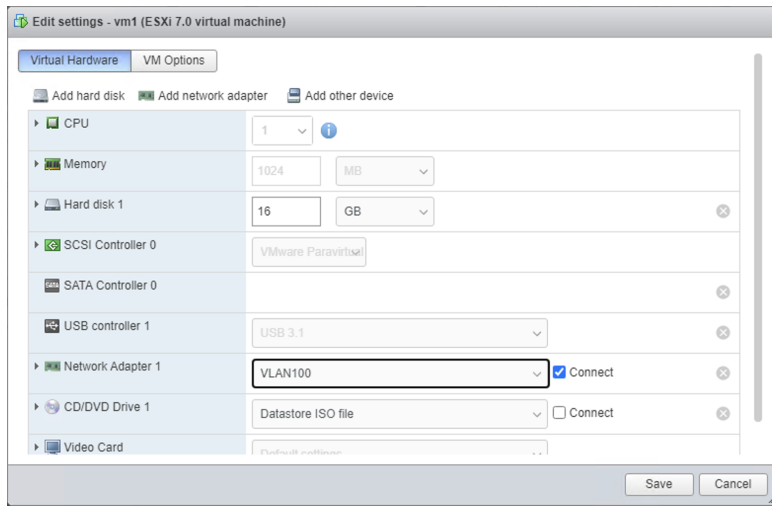 Edit settings - vm1 (ESXi 7.0 virtual machine)
Virtual Hardware VM Options
Add hard disk Add network adapter Add other device
CPU 1
Memory 1024 MB
Hard disk 1 16 GB
SCSI Controller 0 VMware Paravirtual
SATA Controller 0
USB controller 1 USB 3.1
Network Adapter 1 VLAN100 Connect
CD/DVD Drive 1 Datastore ISO file Connect
Video Card Default settings
Save Cancel